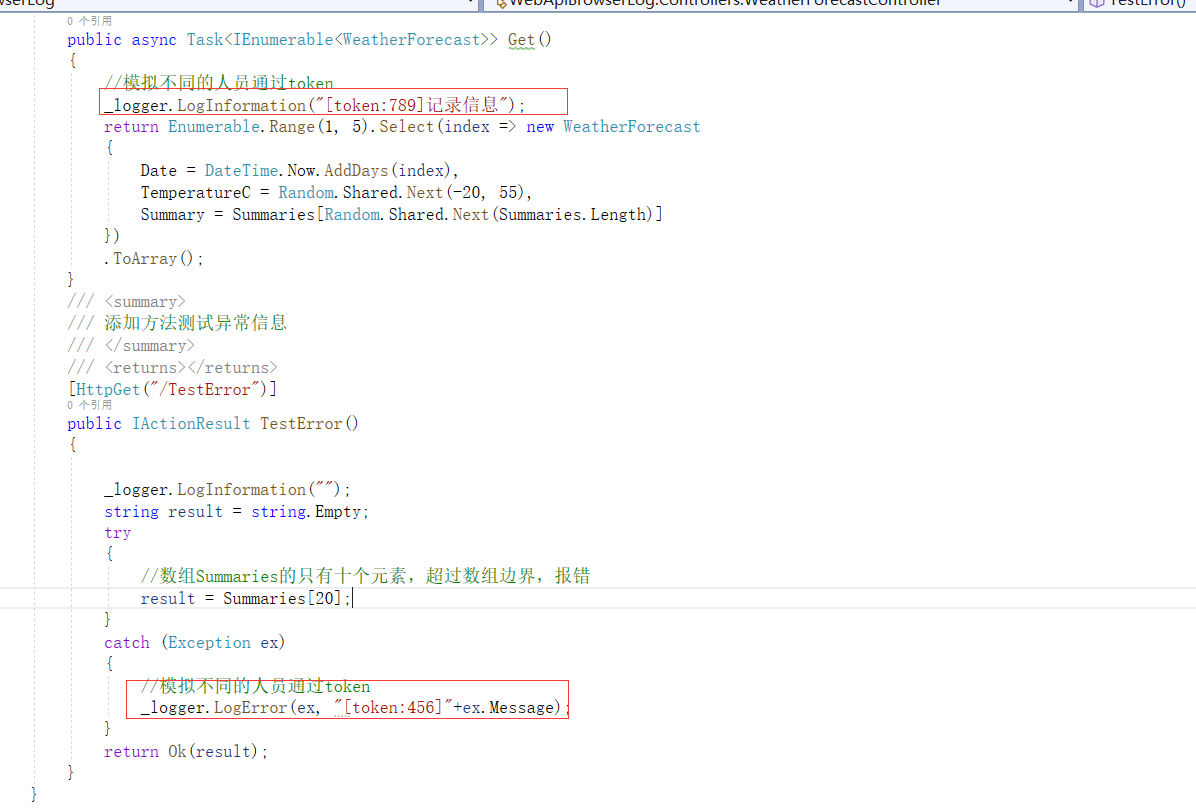 WebApiBrowserLog.Controllers.WeatherForecastController
TestError()
0 个引用
public async Task<IEnumerable<WeatherForecast>> Get()
{
//模拟不同的人员通过token
_logger.LogInformation("[token:789]记录信息");
return Enumerable.Range(1, 5).Select(index => new WeatherForecast
{
Date = DateTime.Now.AddDays(index),
TemperatureC = Random.Shared.Next(-20, 55),
Summary = Summaries[Random.Shared.Next(Summaries.Length)]
})
.ToArray();
}
/// <summary>
/// 添加方法测试异常信息
/// </summary>
/// <returns></returns>
[HttpGet("/TestError")]
0 个引用
public IActionResult TestError()
{
_logger.LogInformation("");
string result = string.Empty;
try
{
//数组Summaries的只有十个元素，超过数组边界，报错
result = Summaries[20];
}
catch (Exception ex)
{
//模拟不同的人员通过token
_logger.LogError(ex, "[token:456]"+ex.Message);
}
return Ok(result);
}
}